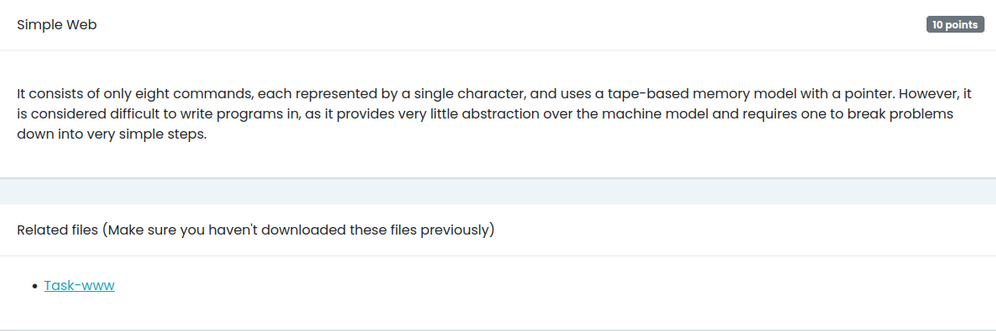 Simple Web
10 points
It consists of only eight commands, each represented by a single character, and uses a tape-based memory model with a pointer. However, it
is considered difficult to write programs in, as it provides very little abstraction over the machine model and requires one to break problems
down into very simple steps.
Related files (Make sure you haven't downloaded these files previously)
• Task-www